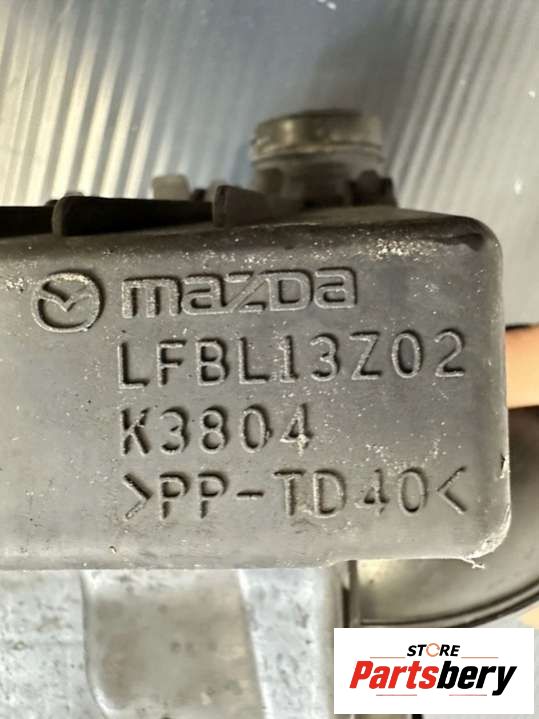 mazda
LFBL13Z02
K3804
>PP-TD40<
STORE
Partsbery